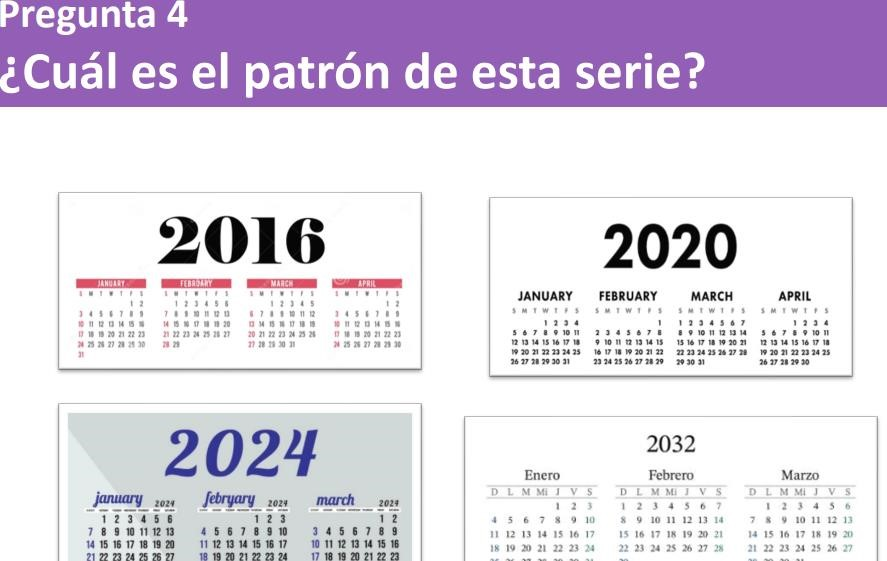 Pregunta 4
¿Cuál es el patrón de esta serie?
2016
JANUARY FEBRUARY MARCH APRIL
S M T W T F S S M T W T F S S M T W T F S S M T W T F S
1 2 1 2 3 4 5 6 1 2 3 4 5 1 2
3 4 5 6 7 8 9 7 8 9 10 11 12 13 6 7 8 9 10 11 12 3 4 5 6 7 8 9
10 11 12 13 14 15 16 14 15 16 17 18 19 20 13 14 15 16 17 18 19 10 11 12 13 14 15 16
17 18 19 20 21 22 23 21 22 23 24 25 26 27 20 21 22 23 24 25 26 17 18 19 20 21 22 23
24 25 26 27 28 29 30 28 29 27 28 29 30 31 24 25 26 27 28 29 30
31
2020
JANUARY FEBRUARY MARCH APRIL
S M T W T F S S M T W T F S S M T W T F S S M T W T F S
1 2 3 4 1 1 2 3 4 5 6 7 1 2 3 4
5 6 7 8 9 10 11 2 3 4 5 6 7 8 8 9 10 11 12 13 14 5 6 7 8 9 10 11
12 13 14 15 16 17 18 9 10 11 12 13 14 15 15 16 17 18 19 20 21 12 13 14 15 16 17 18
19 20 21 22 23 24 25 16 17 18 19 20 21 22 22 23 24 25 26 27 28 19 20 21 22 23 24 25
26 27 28 29 30 31 23 24 25 26 27 28 29 29 30 31 26 27 28 29 30
2024
january 2024 febryary 2024 march 2024
1 2 3 4 5 6 1 2 3 1 2
7 8 9 10 11 12 13 4 5 6 7 8 9 10 3 4 5 6 7 8 9
14 15 16 17 18 19 20 11 12 13 14 15 16 17 10 11 12 13 14 15 16
21 22 23 24 25 26 27 18 19 20 21 22 23 24 17 18 19 20 21 22 23
2032
Enero Febrero Marzo
D L M Mi J V S D L M Mi J V S D L M Mi J V S
1 2 3 1 2 3 4 5 6 7 1 2 3 4 5 6
4 5 6 7 8 9 10 8 9 10 11 12 13 14 7 8 9 10 11 12 13
11 12 13 14 15 16 17 15 16 17 18 19 20 21 14 15 16 17 18 19 20
18 19 20 21 22 23 24 22 23 24 25 26 27 28 21 22 23 24 25 26 27